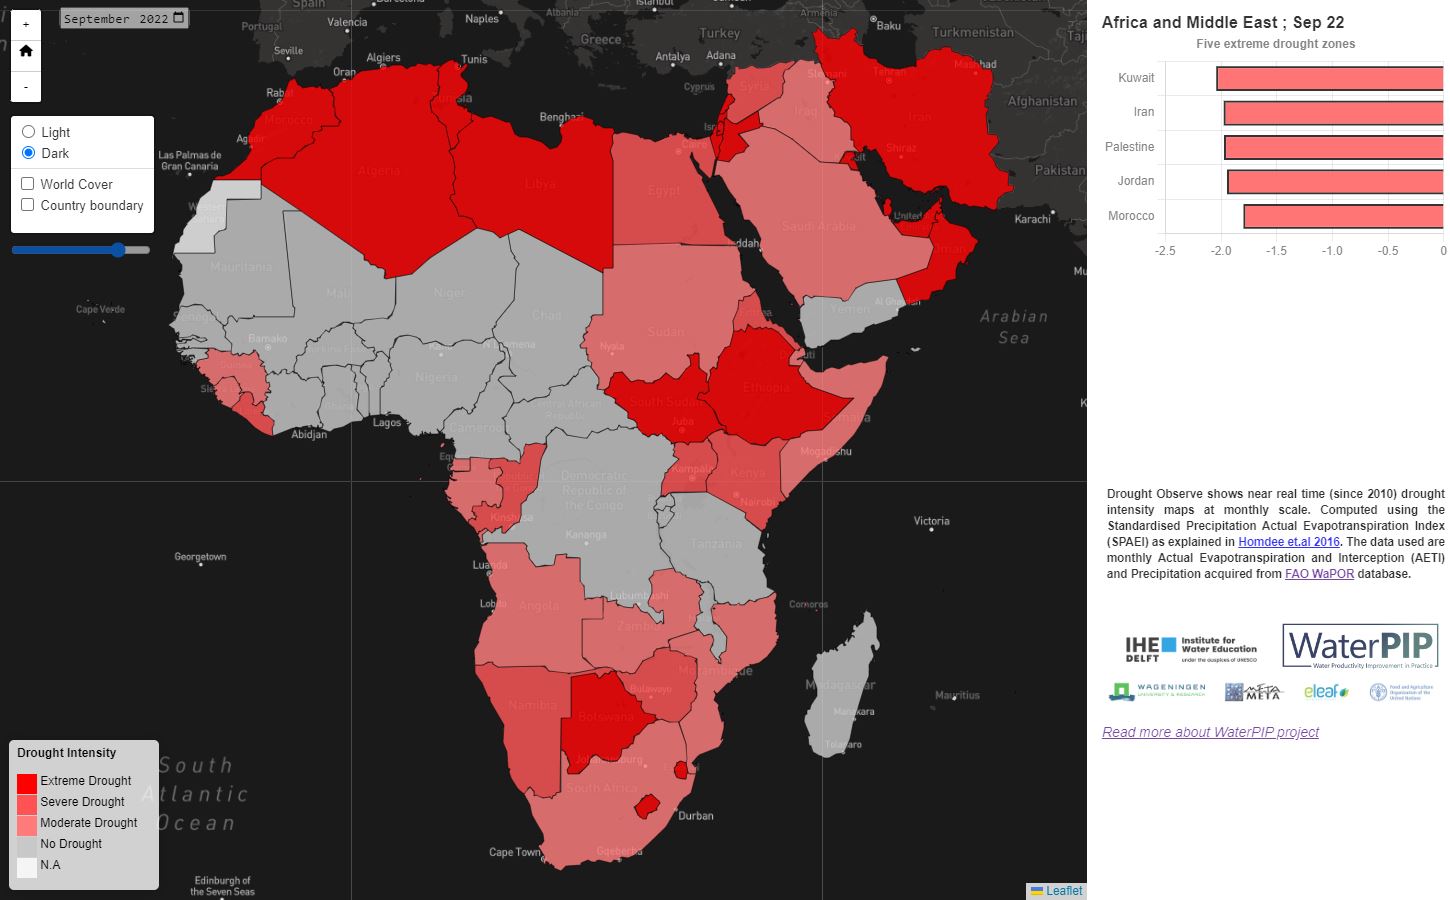 September 2022
+
-
Light
Dark
World Cover
Country boundary
Spain
Barcelona
Valencia
Portugal
Seville
Naples
Albania
Istanbul
Greece
Turkey
Antalya
Adana
Armenia
Baku
Turkmenistan
Mashhad
Tehran
Slemani
Afghanistan
Algiers
Oran
Tunis
Tunisia
Rabat
Morocco
Agadir
Las Palmas de
Gran Canaria
Benghazi
Cyprus
Syria
Iraq
Iran
Shiraz
Pakistan
Karachi
Cairo
Algeria
Libya
Egypt
Saudi Arabia
United
Oman
Western
Sahara
Mauritania
Mali
Niger
Chad
Sudan
Nyala
Eritrea
Yemen
Al Ghaydah
Arabian
Sea
Cape Verde
Senegal
Bamako
Burkina Faso
Kano
N'Djamena
Djibouti
Guinea
Ghana
Nigeria
Abidjan
Lagos
Cameroon
Central African
Republic
South Sudan
Juba
Ethiopia
Somalia
Mogadishu
Kampala
Kenya
Nairobi
Democratic
Republic of
the Congo
Kinshasa
Kananga
Tanzania
Victoria
Georgetown
Luanda
Lobito
Angola
Lubumbashi
Zambia
Comoros
Mozambique
Madagascar
Manakara
Tolanaro
Mauritius
Namibia
Bulawayo
Botswana
Johannesburg
South Africa
Durban
Cape Town
Gqeberha
South
Atlantic
Ocean
Edinburgh of
the Seven Seas
Drought Intensity
Extreme Drought
Severe Drought
Moderate Drought
No Drought
N.A
Leaflet
Africa and Middle East ; Sep 22
Five extreme drought zones
Kuwait
Iran
Palestine
Jordan
Morocco
-2.5 -2.0 -1.5 -1.0 -0.5 0
Drought Observe shows near real time (since 2010) drought
intensity maps at monthly scale. Computed using the
Standardised Precipitation Actual Evapotranspiration Index
(SPAEI) as explained in Homdee et.al 2016. The data used are
monthly Actual Evapotranspiration and Interception (AETI)
and Precipitation acquired from FAO WaPOR database.
IHE DELFT
Institute for
Water Education
under the auspices of UNESCO
WaterPIP
Water Productivity Improvement in Practice
WAGENINGEN
UNIVERSITY & RESEARCH
META META
eleaf
Food and Agriculture
Organization of the
United Nations
Read more about WaterPIP project